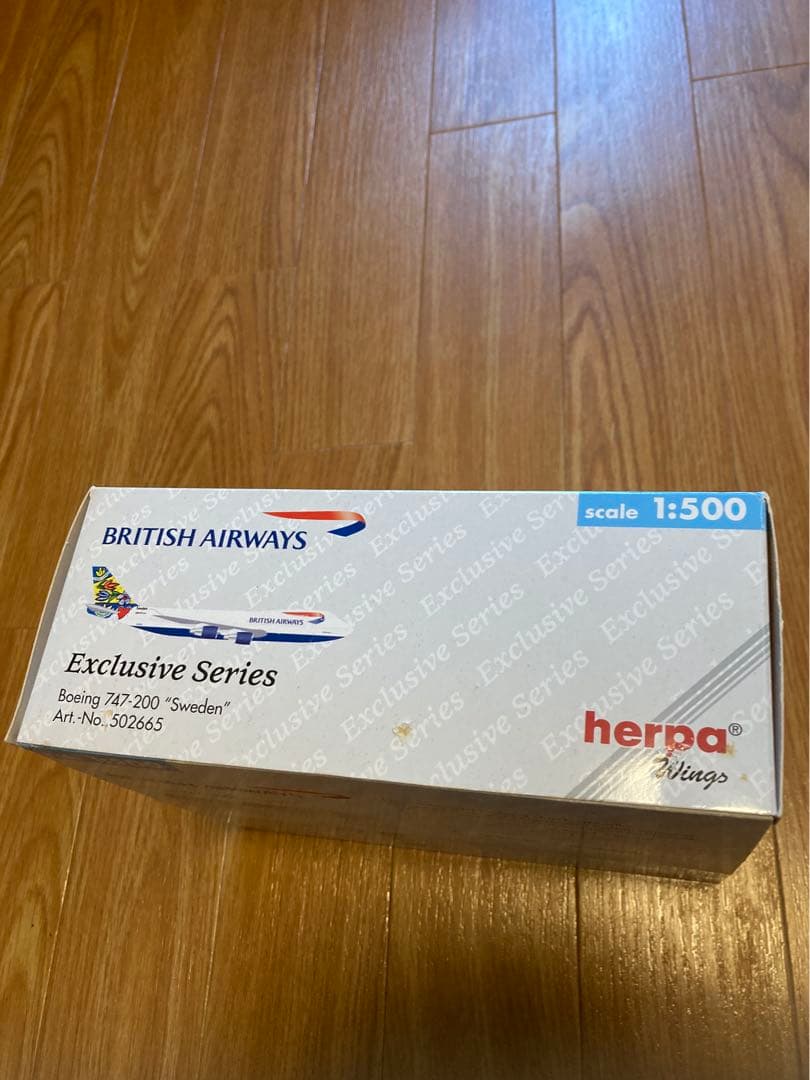 BRITISH AIRWAYS
scale 1:500
BRITISH AIRWAYS
Exclusive Series
Boeing 747-200 "Sweden"
Art.-No. 502665
herpa®
Wings